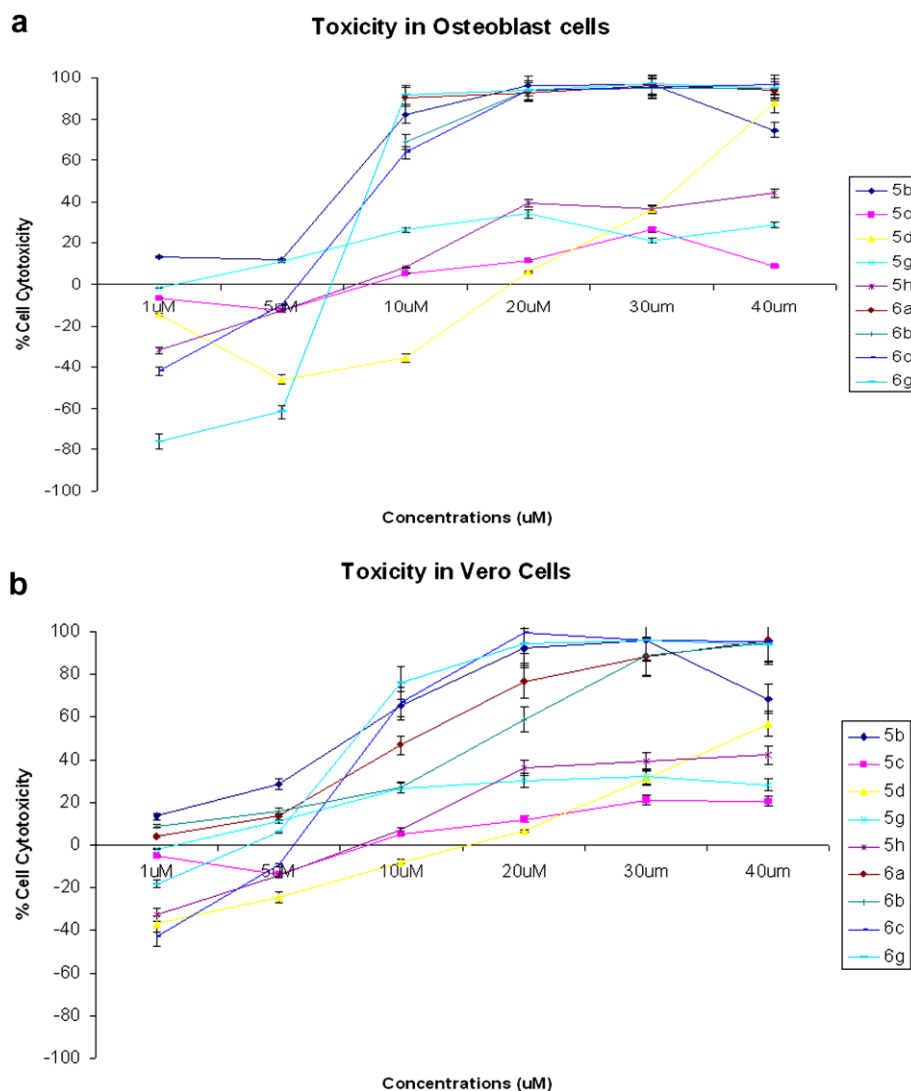 a
Toxicity in Osteoblast cells
100
80
60
40
20
0
-20
-40
-60
-80
-100
% Cell Cytotoxicity
1uM 5uM 10uM 20uM 30um 40um
Concentrations (uM)
5b
5c
5d
5g
5h
6a
6b
6c
6g
b
Toxicity in Vero Cells
100
80
60
40
20
0
-20
-40
-60
-80
-100
% Cell Cytotoxicity
1uM 5uM 10uM 20uM 30um 40um
Concentrations (uM)
5b
5c
5d
5g
5h
6a
6b
6c
6g